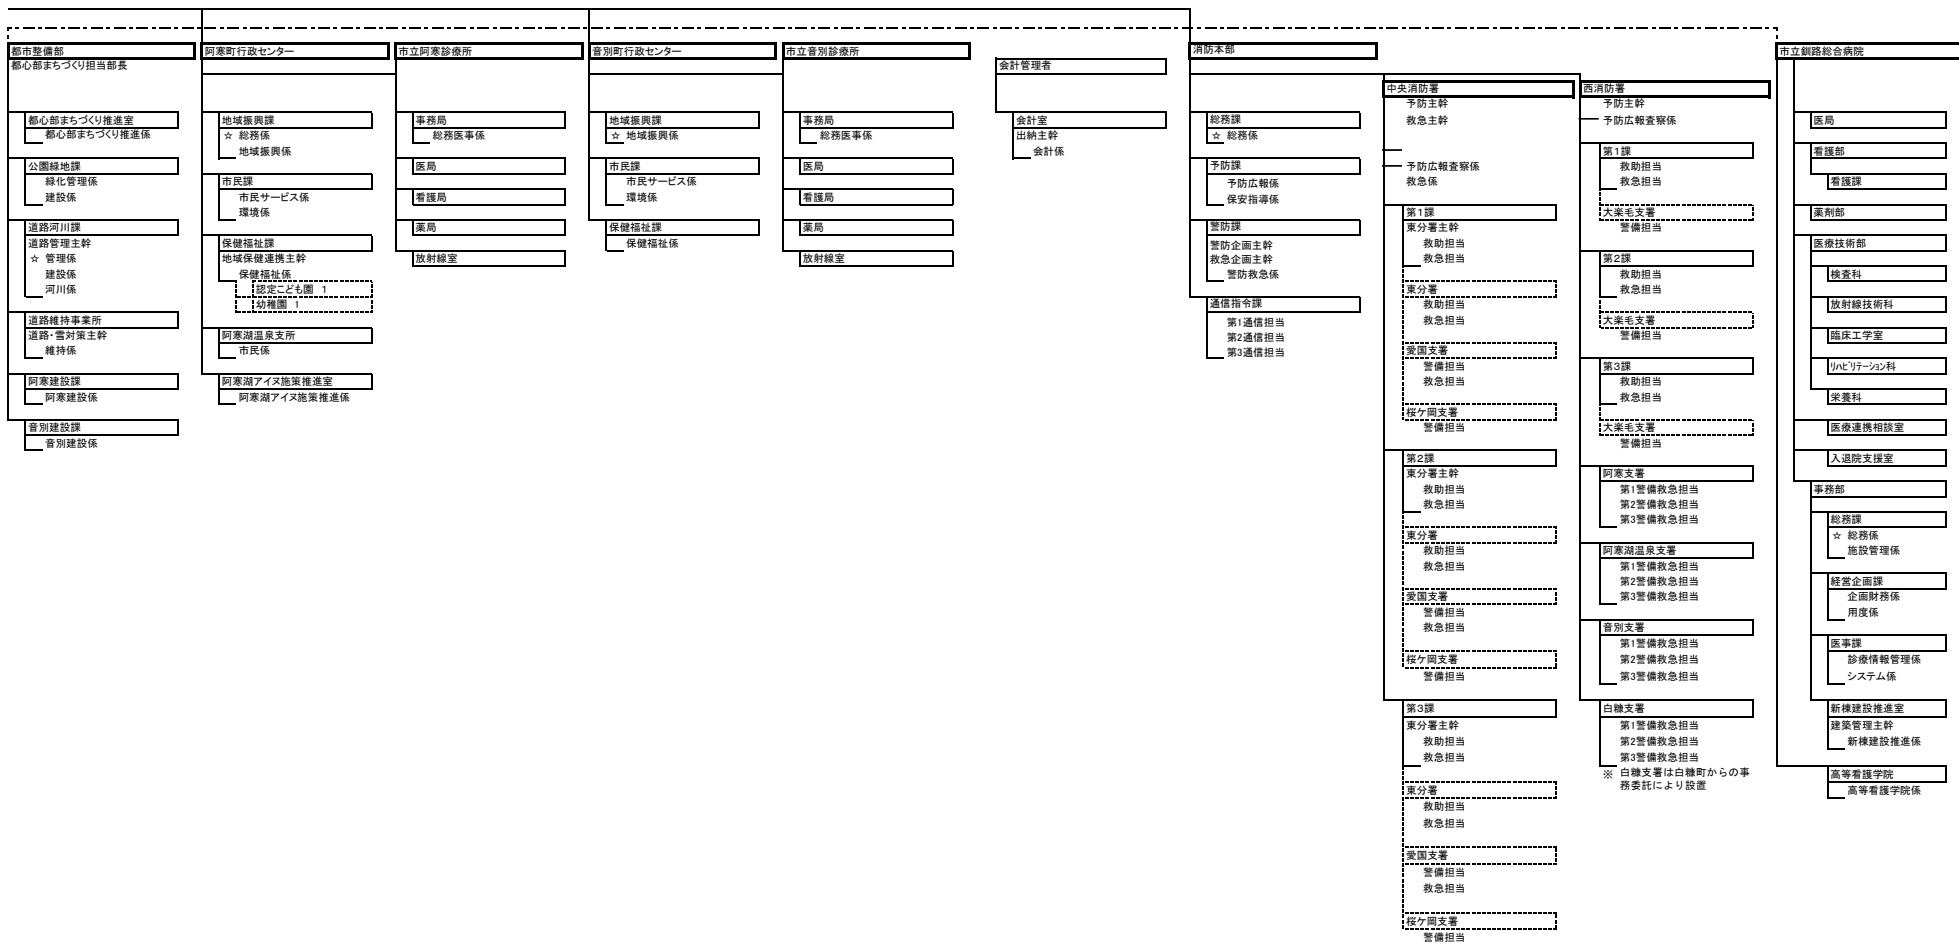 都市整備部
都心部まちづくり担当部長
都心部まちづくり推進室
都心部まちづくり推進係
公園緑地課
緑化管理係
建設係
道路河川課
道路管理主幹
☆ 管理係
建設係
河川係
道路維持事業所
道路・雪対策主幹
維持係
阿寒建設課
阿寒建設係
音別建設課
音別建設係
阿寒町行政センター
地域振興課
☆ 総務係
地域振興係
市民課
市民サービス係
環境係
保健福祉課
地域保健連携主幹
保健福祉係
認定こども園 1
幼稚園 1
阿寒湖温泉支所
市民係
阿寒湖アイヌ施策推進室
阿寒湖アイヌ施策推進係
市立阿寒診療所
事務局
総務医事係
医局
看護局
薬局
放射線室
音別町行政センター
地域振興課
☆ 地域振興係
市民課
市民サービス係
環境係
保健福祉課
保健福祉係
市立音別診療所
事務局
総務医事係
医局
看護局
薬局
放射線室
会計管理者
会計室
出納主幹
会計係
消防本部
総務課
☆ 総務係
予防課
予防広報係
保安指導係
警防課
警防企画主幹
救急企画主幹
警防救急係
通信指令課
第1通信担当
第2通信担当
第3通信担当
中央消防署
予防主幹
救急主幹
予防広報査察係
救急係
第1課
東分署主幹
救助担当
救急担当
東分署
救助担当
救急担当
愛国支署
警備担当
救急担当
桜ケ岡支署
警備担当
第2課
東分署主幹
救助担当
救急担当
東分署
救助担当
救急担当
愛国支署
警備担当
救急担当
桜ケ岡支署
警備担当
第3課
東分署主幹
救助担当
救急担当
東分署
救助担当
救急担当
愛国支署
警備担当
救急担当
桜ケ岡支署
警備担当
西消防署
予防主幹
予防広報査察係
第1課
救助担当
救急担当
大楽毛支署
警備担当
第2課
救助担当
救急担当
大楽毛支署
警備担当
第3課
救助担当
救急担当
大楽毛支署
警備担当
阿寒支署
第1警備救急担当
第2警備救急担当
第3警備救急担当
阿寒湖温泉支署
第1警備救急担当
第2警備救急担当
第3警備救急担当
音別支署
第1警備救急担当
第2警備救急担当
第3警備救急担当
白糠支署
第1警備救急担当
第2警備救急担当
第3警備救急担当
※ 白糠支署は白糠町からの事
務委託により設置
市立釧路総合病院
医局
看護部
看護課
薬剤部
医療技術部
検査科
放射線技術科
臨床工学室
ﾘﾊﾋﾞﾘﾃｰｼｮﾝ科
栄養科
医療連携相談室
入退院支援室
事務部
総務課
☆ 総務係
施設管理係
経営企画課
企画財務係
用度係
医事課
診療情報管理係
システム係
新棟建設推進室
建築管理主幹
新棟建設推進係
高等看護学院
高等看護学院係